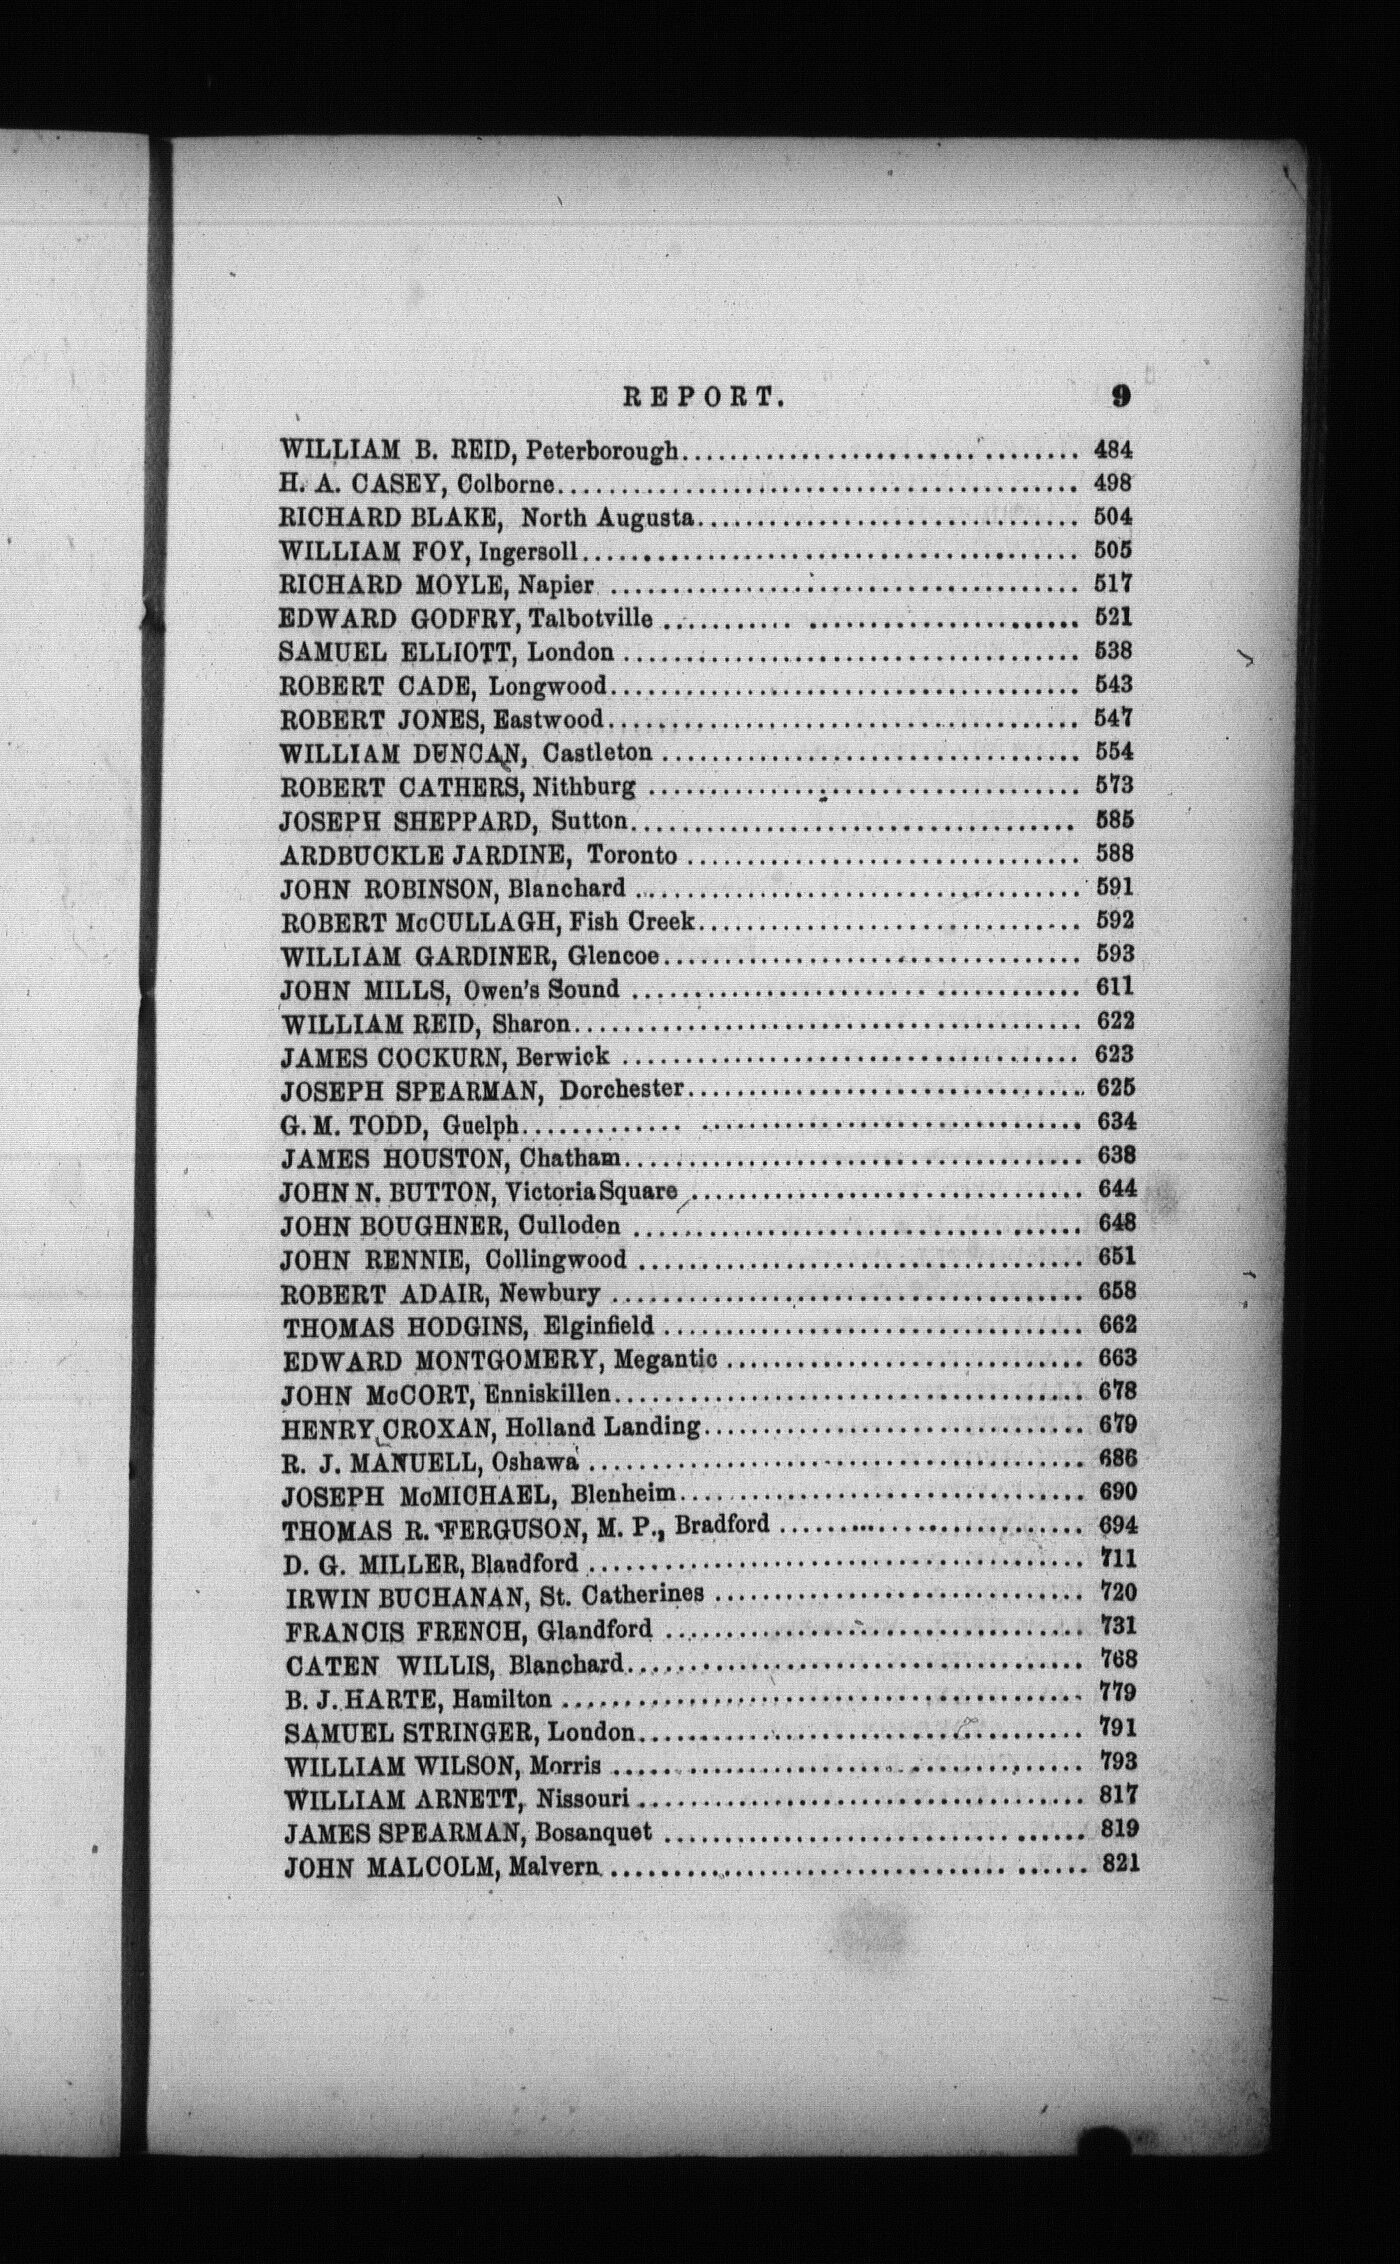 REPORT. 9
WILLIAM B. REID, Peterborough........................................ 484
H. A. CASEY, Colborne........................................ 498
RICHARD BLAKE, North Augusta........................................ 504
WILLIAM FOY, Ingersoll........................................ 505
RICHARD MOYLE, Napier ........................................ 517
EDWARD GODFRY, Talbotville ........................................ 521
SAMUEL ELLIOTT, London ........................................ 538
ROBERT CADE, Longwood........................................ 543
ROBERT JONES, Eastwood........................................ 547
WILLIAM DUNCAN, Castleton ........................................ 554
ROBERT CATHERS, Nithburg ........................................ 573
JOSEPH SHEPPARD, Sutton........................................ 585
ARDBUCKLE JARDINE, Toronto ........................................ 588
JOHN ROBINSON, Blanchard ........................................ 591
ROBERT McCULLAGH, Fish Creek........................................ 592
WILLIAM GARDINER, Glencoe........................................ 593
JOHN MILLS, Owen's Sound ........................................ 611
WILLIAM REID, Sharon........................................ 622
JAMES COCKURN, Berwick ........................................ 623
JOSEPH SPEARMAN, Dorchester........................................ 625
G. M. TODD, Guelph........................................ 634
JAMES HOUSTON, Chatham........................................ 638
JOHN N. BUTTON, Victoria Square ........................................ 644
JOHN BOUGHNER, Culloden ........................................ 648
JOHN RENNIE, Collingwood ........................................ 651
ROBERT ADAIR, Newbury ........................................ 658
THOMAS HODGINS, Elginfield ........................................ 662
EDWARD MONTGOMERY, Megantic ........................................ 663
JOHN McCORT, Enniskillen........................................ 678
HENRY CROXAN, Holland Landing........................................ 679
R. J. MANUELL, Oshawa ........................................ 686
JOSEPH McMICHAEL, Blenheim........................................ 690
THOMAS R. FERGUSON, M. P., Bradford ........................................ 694
D. G. MILLER, Blandford ........................................ 711
IRWIN BUCHANAN, St. Catherines ........................................ 720
FRANCIS FRENCH, Glandford ........................................ 731
CATEN WILLIS, Blanchard........................................ 768
B. J. HARTE, Hamilton ........................................ 779
SAMUEL STRINGER, London........................................ 791
WILLIAM WILSON, Morris ........................................ 793
WILLIAM ARNETT, Nissouri ........................................ 817
JAMES SPEARMAN, Bosanquet ........................................ 819
JOHN MALCOLM, Malvern ........................................ 821